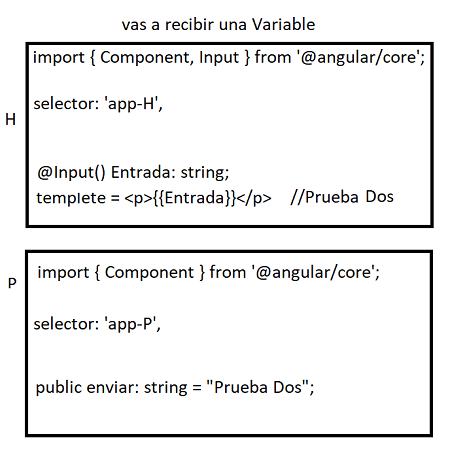 vas a recibir una Variable
H
import { Component, Input } from '@angular/core';
selector: 'app-H',
@Input() Entrada: string;
templete = <p>{{Entrada}}</p> //Prueba Dos
P
import { Component } from '@angular/core';
selector: 'app-P',
public enviar: string = "Prueba Dos";